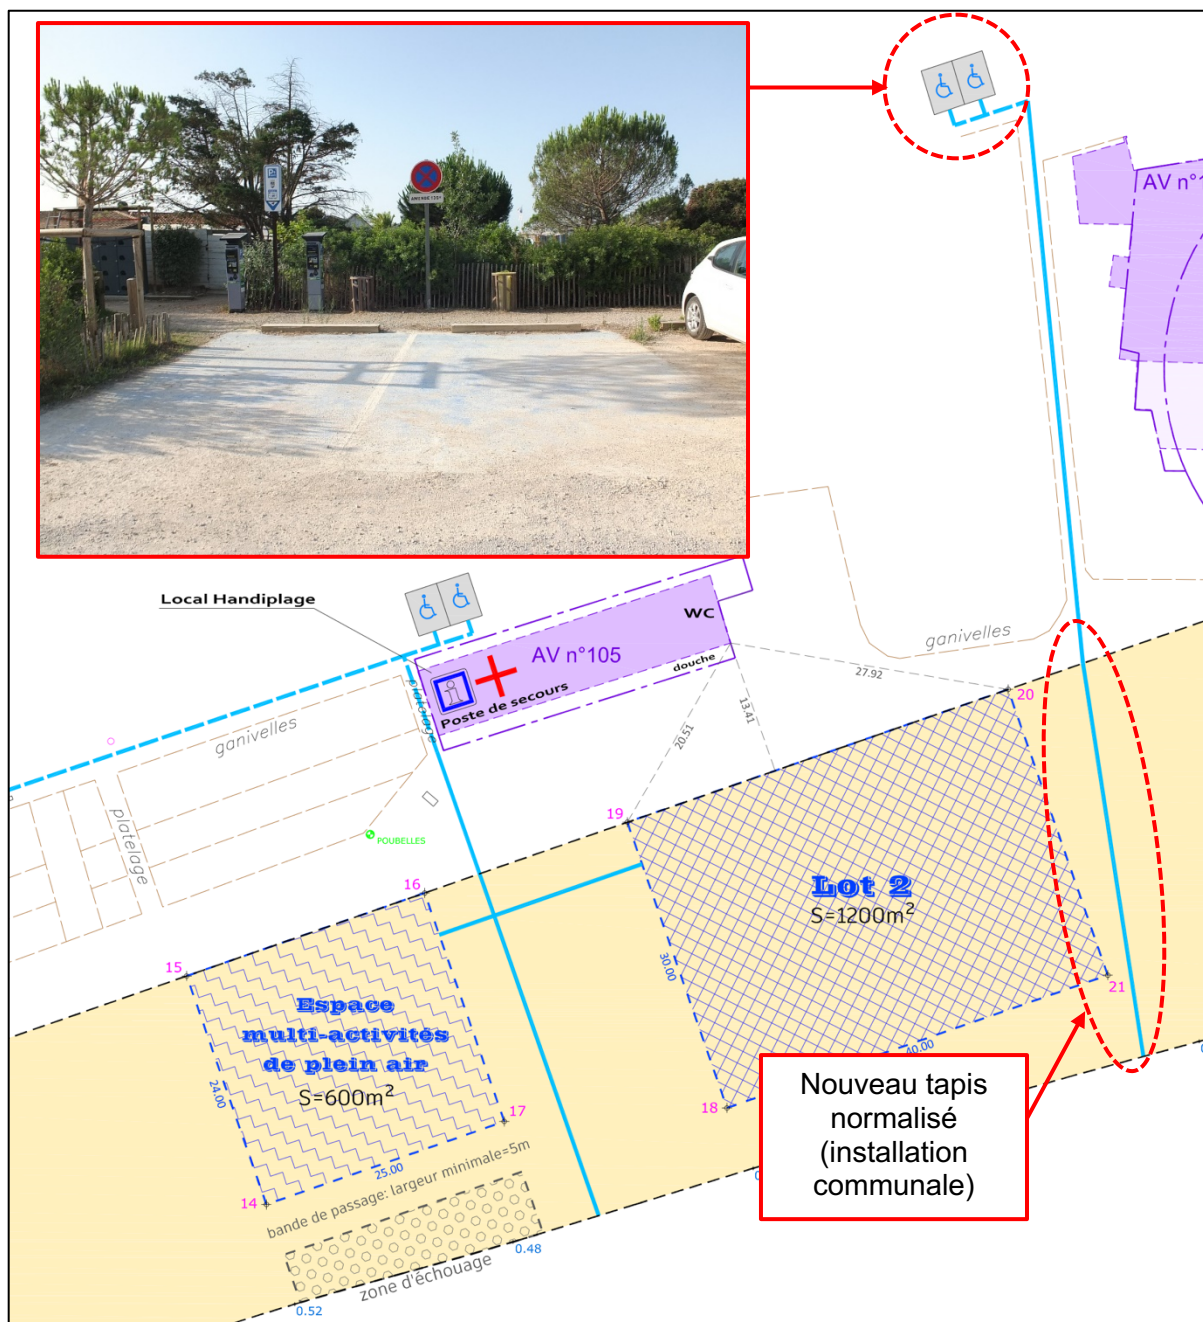 AV n°1
Local Handiplage
WC
AV n°105
douche
Poste de secours
platelage
ganivelles
ganivelles
27.92
20.51
13.41
20
19
platelage
POUBELLES
16
15
Lot 2
S=1200m²
30.00
21
40.00
18
Espace
multi-activités
de plein air
S=600m²
24.00
17
25.00
14
bande de passage: largeur minimale=5m
0.48
zone d'échouage
0.52
Nouveau tapis
normalisé
(installation
communale)